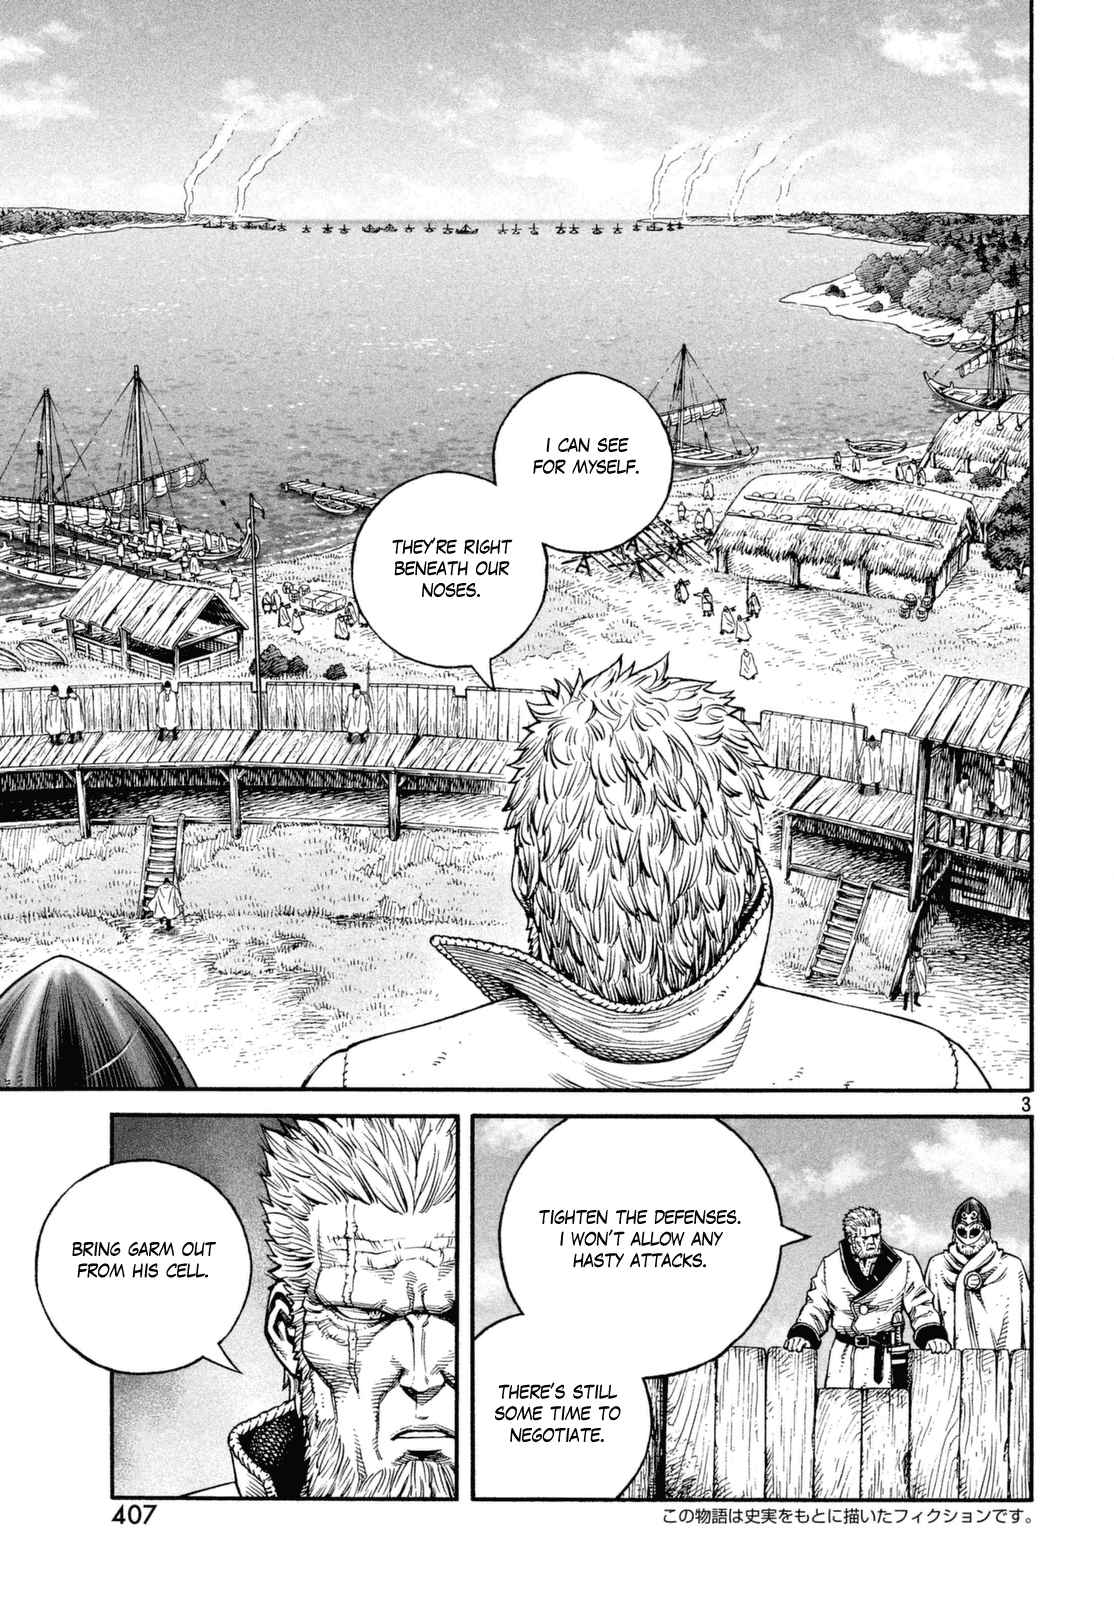 I CAN SEE
FOR MYSELF.
THEY'RE RIGHT
BENEATH OUR
NOSES.
3
TIGHTEN THE DEFENSES.
I WON'T ALLOW ANY
HASTY ATTACKS.
THERE'S STILL
SOME TIME TO
NEGOTIATE.
BRING GARM OUT
FROM HIS CELL.
407
この物語は史実をもとに描いたフィクションです。